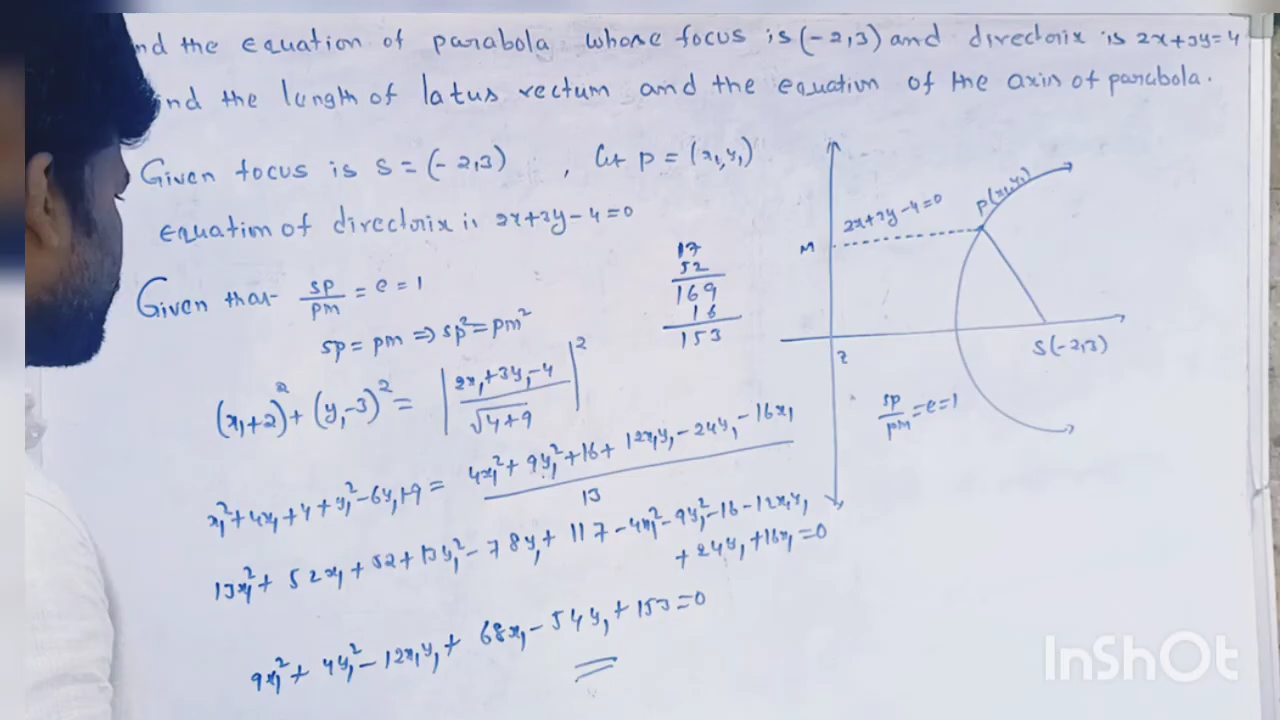 nd the equation of parabola whose focus is (-2,3) and directrix is 2x+3y=4
ind the length of latus rectum and the equation of the axis of parabola.
Given focus is S = (-2,3) , Let P = (x₁,y₁)
equation of directrix is 2x+3y-4=0
Given that SP/PM = e = 1
SP = PM ⇒ SP² = PM²
(x₁+2)² + (y₁-3)² = |2x₁+3y₁-4/√4+9|²
x₁²+4x₁+4+y₁²-6y₁+9 = 4x₁²+9y₁²+16+12x₁y₁-24y₁-16x₁/13
13x₁²+52x₁+52+13y₁²-78y₁+117-4x₁²-9y₁²-16-12x₁y₁
+24y₁+16x₁=0
9x₁²+4y₁²-12x₁y₁+68x₁-54y₁+153=0
117
52
169
16
153
2x+3y-4=0
P(x₁,y₁)
M
Z
S(-2,3)
SP/PM = e = 1
InShOt